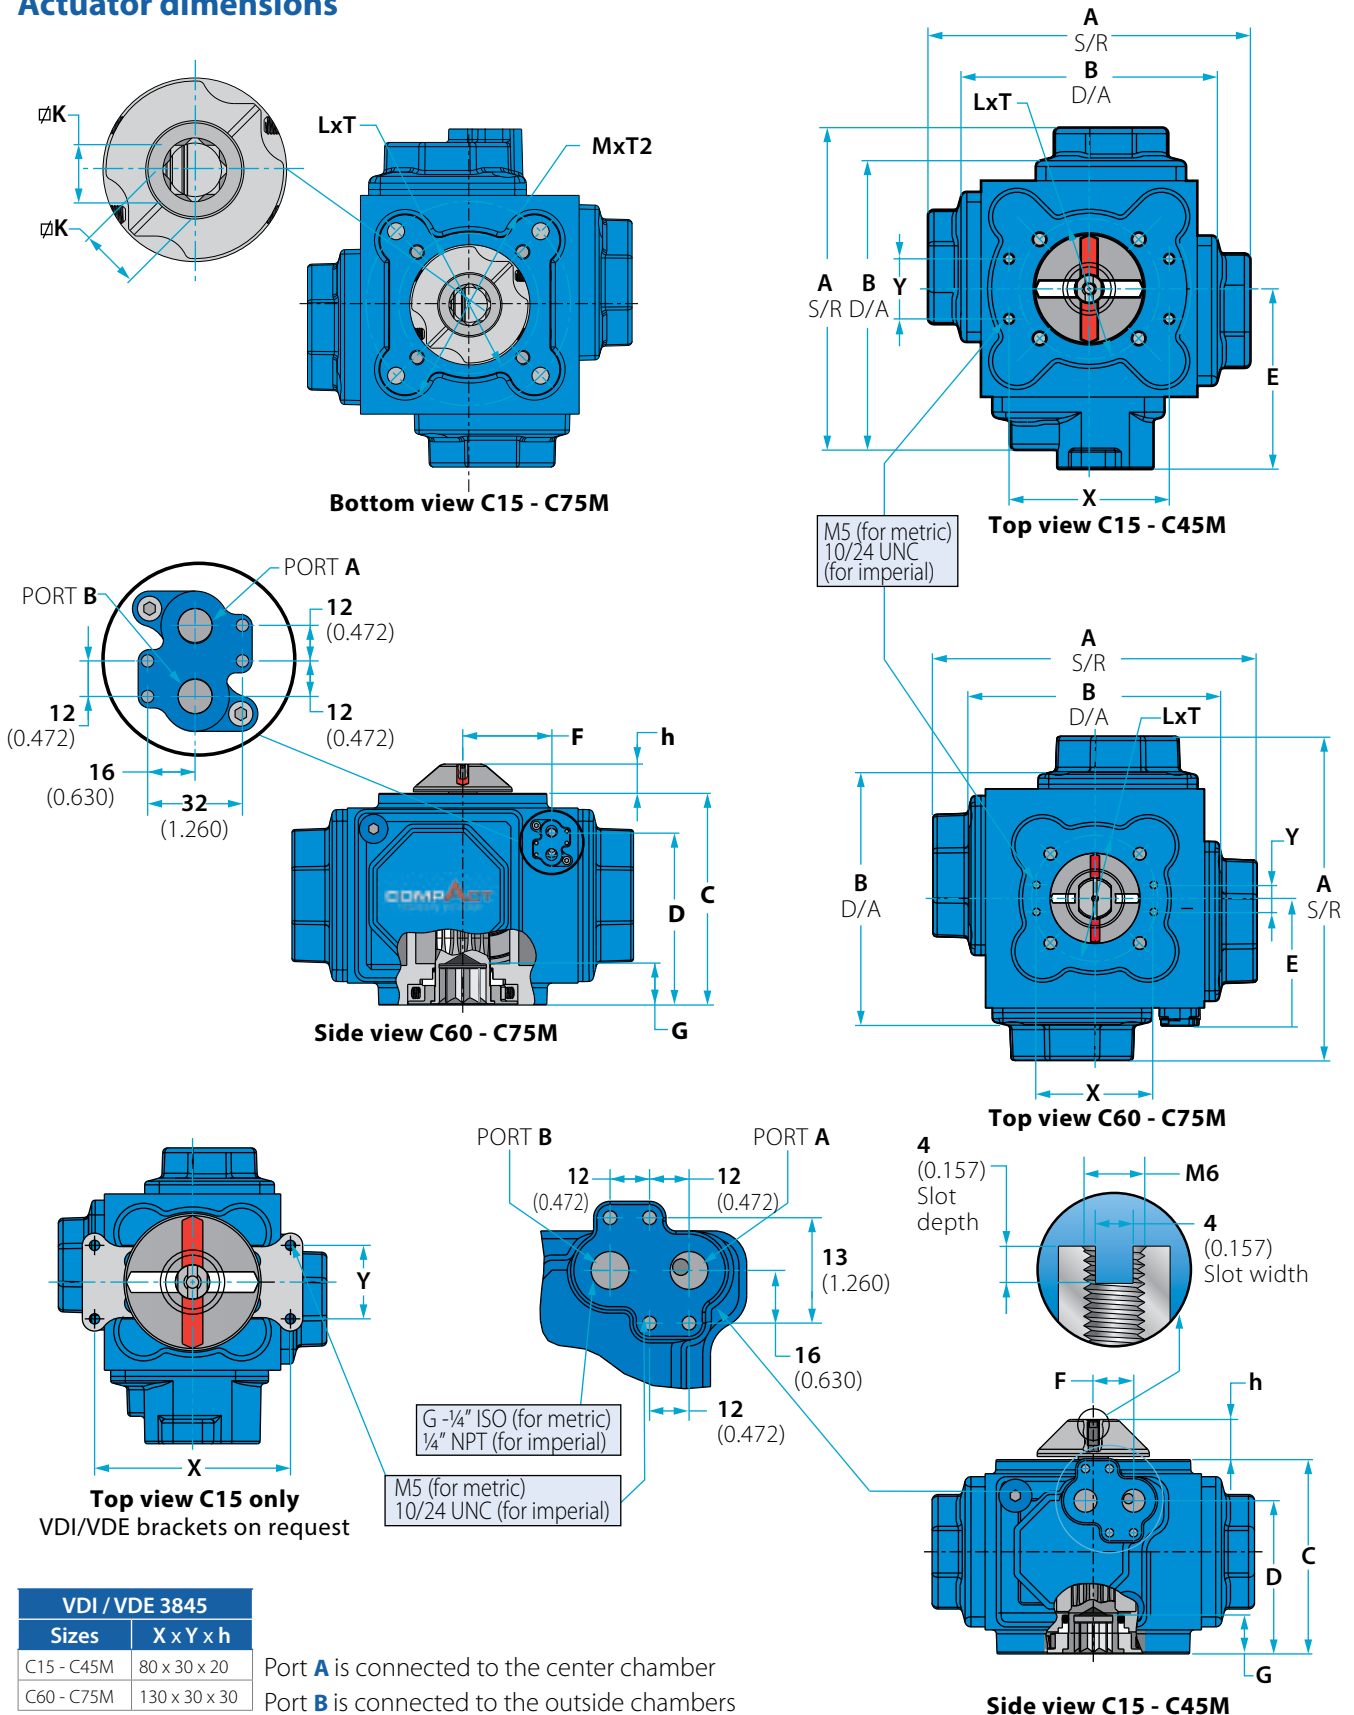 Actuator dimensions
⌀K
⌀K
LxT
MxT2
Bottom view C15 - C75M
A
S/R
B
D/A
LxT
A
S/R
B
D/A
Y
E
X
Top view C15 - C45M
M5 (for metric)
10/24 UNC
(for imperial)
PORT A
PORT B
12
(0.472)
12
(0.472)
12
(0.472)
16
(0.630)
32
(1.260)
F
h
COMPACT
D
C
G
Side view C60 - C75M
A
S/R
B
D/A
LxT
Y
B
D/A
A
S/R
E
X
Top view C60 - C75M
Y
X
Top view C15 only
VDI/VDE brackets on request
PORT B
PORT A
12
(0.472)
12
(0.472)
13
(1.260)
16
(0.630)
12
(0.472)
G -¼" ISO (for metric)
¼" NPT (for imperial)
M5 (for metric)
10/24 UNC (for imperial)
4
(0.157)
Slot
depth
M6
4
(0.157)
Slot width
F
h
C
D
G
Side view C15 - C45M
VDI / VDE 3845
Sizes X x Y x h
C15 - C45M 80 x 30 x 20
C60 - C75M 130 x 30 x 30
Port A is connected to the center chamber
Port B is connected to the outside chambers